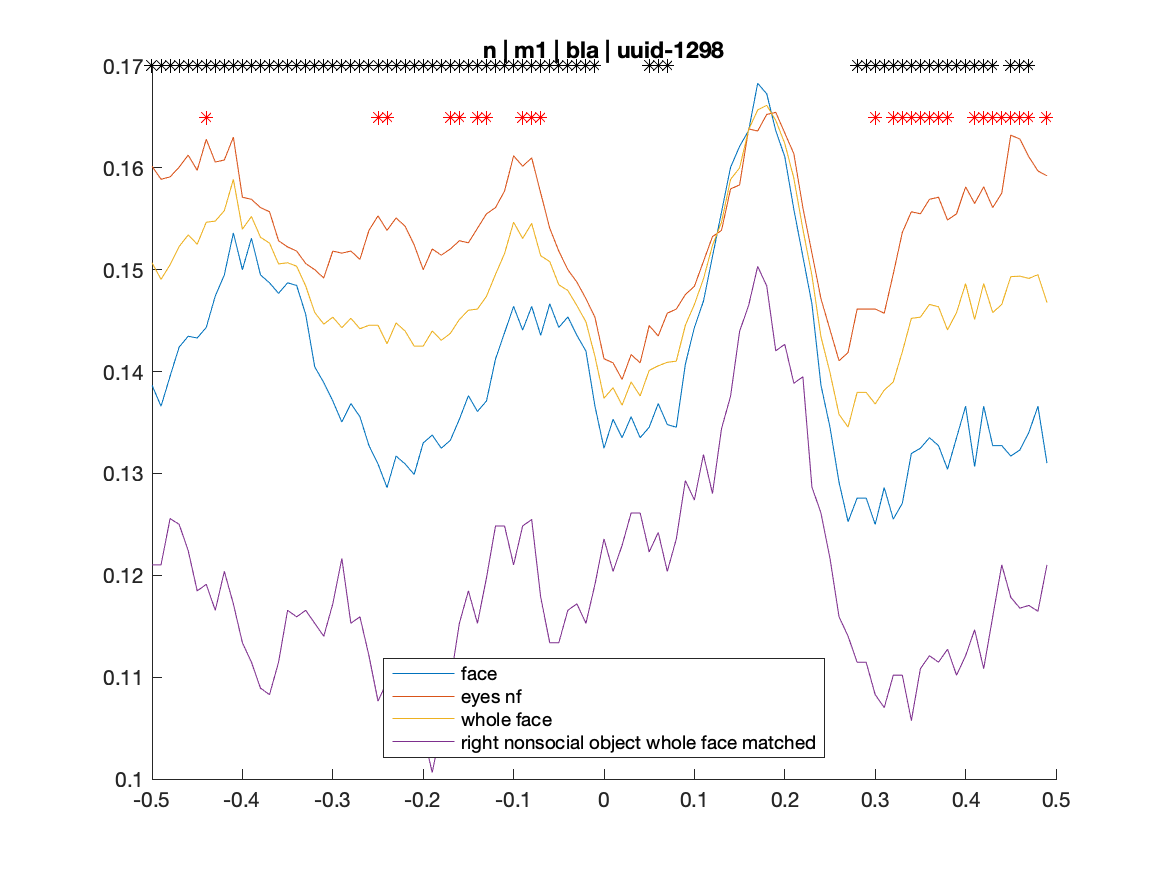 n | m1 | bla | uuid-1298
0.17
0.16
0.15
0.14
0.13
0.12
0.11
0.1
face
eyes nf
whole face
right nonsocial object whole face matched
-0.5 -0.4 -0.3 -0.2 -0.1 0 0.1 0.2 0.3 0.4 0.5